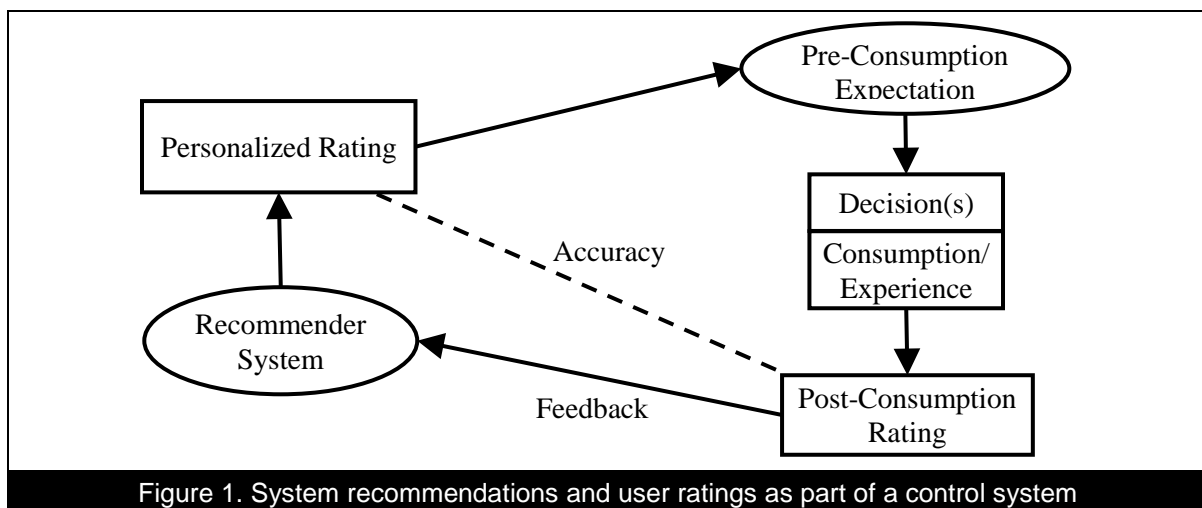 Pre-Consumption
Expectation
Personalized Rating
Decision(s)
Accuracy
Consumption/
Experience
Recommender
System
Feedback
Post-Consumption
Rating
Figure 1. System recommendations and user ratings as part of a control system